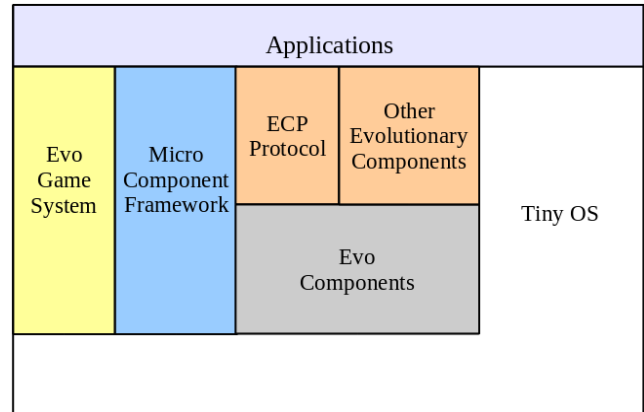 Applications
Evo
Game
System
Micro
Component
Framework
ECP
Protocol
Other
Evolutionary
Components
Evo
Components
Tiny OS